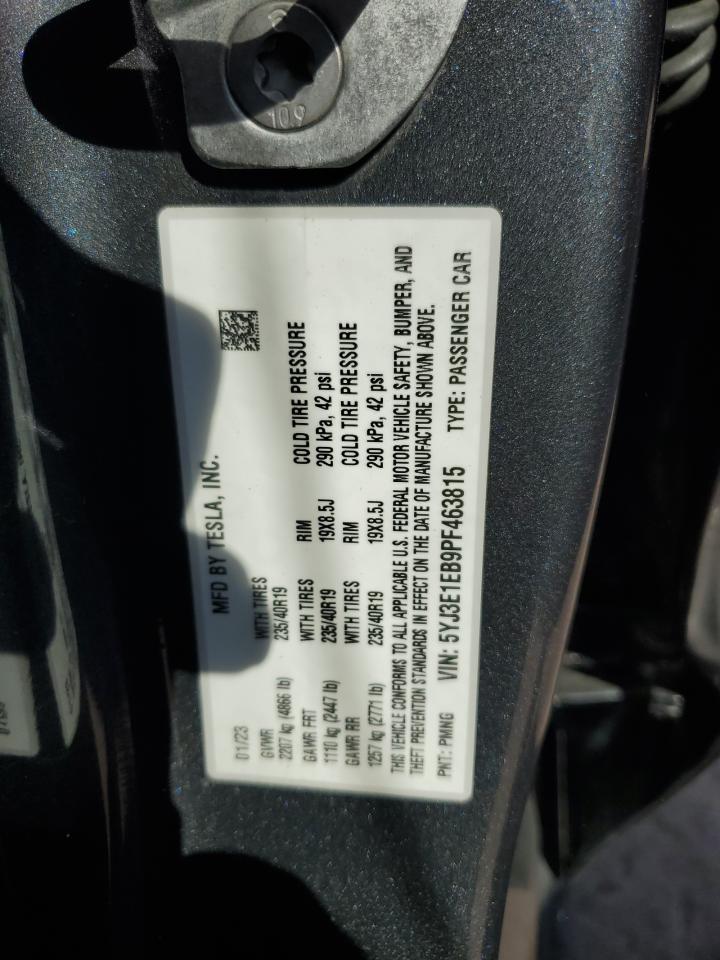 109
MFD BY TESLA, INC.
01/23
GVWR WITH TIRES
2207 kg (4866 lb) 235/40R19
GAWR FRT WITH TIRES RIM COLD TIRE PRESSURE
1110 kg (2447 lb) 235/40R19 19X8.5J 290 kPa, 42 psi
GAWR RR WITH TIRES RIM COLD TIRE PRESSURE
1257 kg (2771 lb) 235/40R19 19X8.5J 290 kPa, 42 psi
THIS VEHICLE CONFORMS TO ALL APPLICABLE U.S. FEDERAL MOTOR VEHICLE SAFETY, BUMPER, AND
THEFT PREVENTION STANDARDS IN EFFECT ON THE DATE OF MANUFACTURE SHOWN ABOVE.
PNT: PMNG VIN: 5YJ3E1EB9PF463815 TYPE: PASSENGER CAR